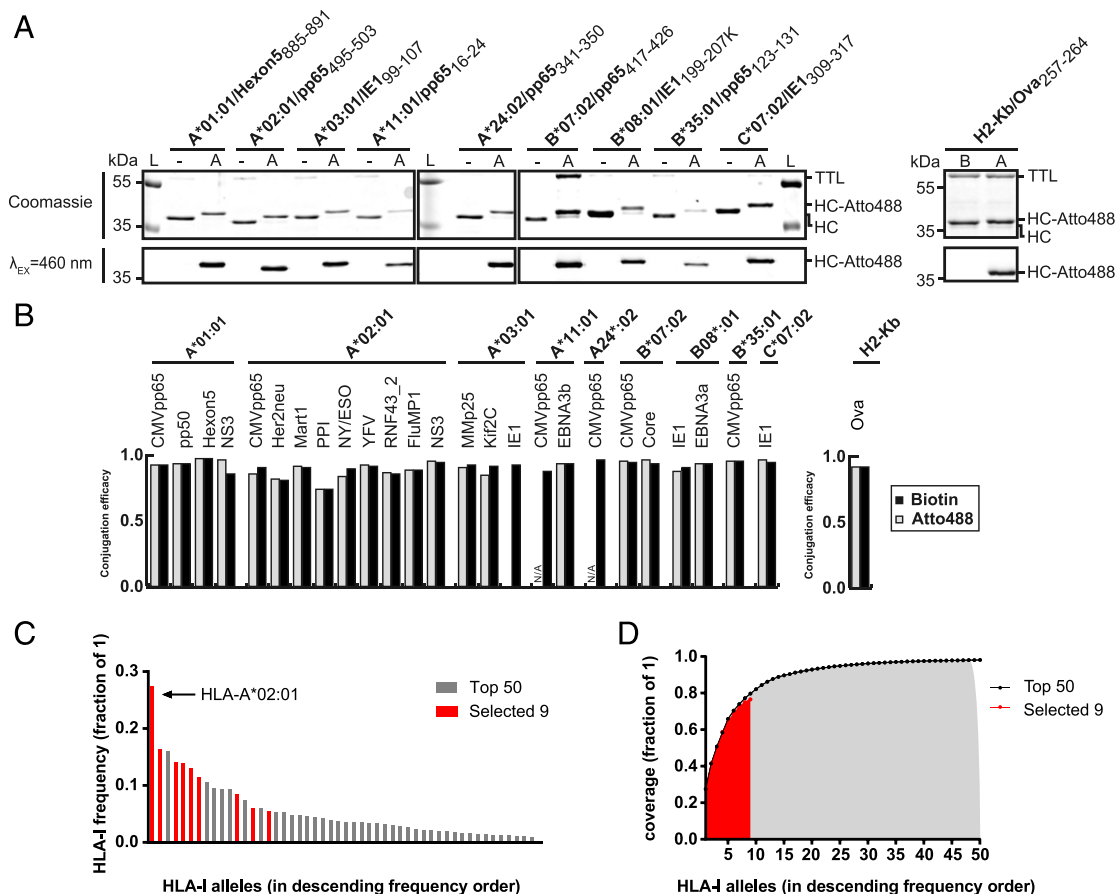 A
A*01:01/Hexon5885-891
A*02:01/pp65495-503
A*03:01/IE199-107
A*11:01/pp6516-24
A*24:02/pp65341-350
B*07:02/pp65417-426
B*08:01/IE1199-207K
B*35:01/pp65123-131
C*07:02/IE1309-317
H2-Kb/Ova257-264
kDa L - A - A - A - A L - A - A - A - A - A L kDa B A
Coomassie 55 35 TTL HC-Atto488 HC 55 35 TTL HC-Atto488 HC
λEX=460 nm 35 HC-Atto488 35 HC-Atto488
B
A*01:01 A*02:01 A*03:01 A*11:01 A24*:02 B*07:02 B08*:01 B*35:01 C*07:02 H2-Kb
CMVpp65 pp50 Hexon5 NS3 CMVpp65 Her2neu Mart1 PPI NY/ESO YFV RNF43_2 FluMP1 NS3 MMp25 Kif2C IE1 CMVpp65 EBNA3b CMVpp65 CMVpp65 Core IE1 EBNA3a CMVpp65 IE1 Ova
Conjugation efficacy
1.0
0.5
0.0
N/A
N/A
Conjugation efficacy
1.0
0.5
0.0
Biotin
Atto488
C
HLA-I frequency (fraction of 1)
0.3
0.2
0.1
0.0
HLA-A*02:01
Top 50
Selected 9
HLA-I alleles (in descending frequency order)
D
coverage (fraction of 1)
1.0
0.8
0.6
0.4
0.2
0.0
5 10 15 20 25 30 35 40 45 50
Top 50
Selected 9
HLA-I alleles (in descending frequency order)